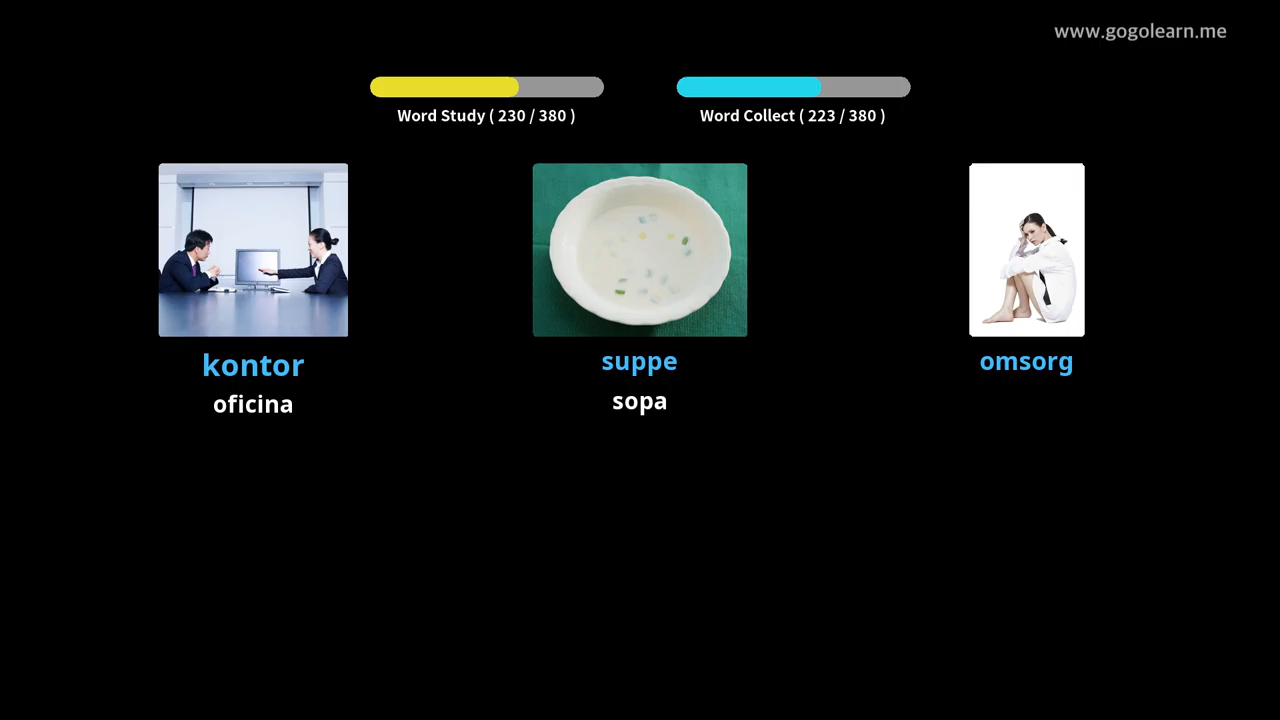 www.gogolearn.me
Word Study ( 230 / 380 )
Word Collect ( 223 / 380 )
kontor
oficina
suppe
sopa
omsorg